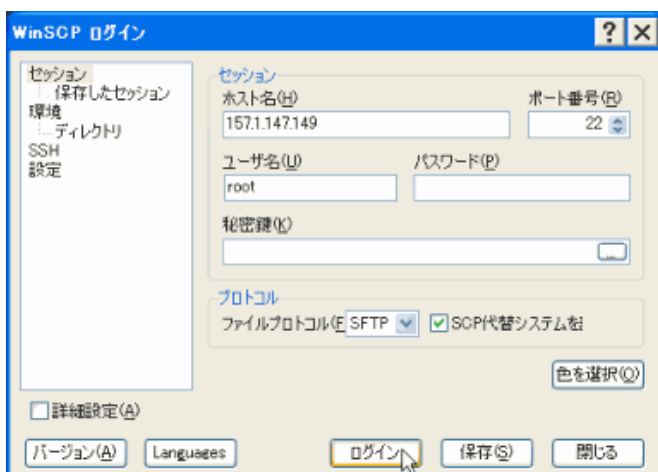 WinSCP ログイン
セッション
保存したセッション
環境
ディレクトリ
SSH
設定
セッション
ホスト名(H)
ポート番号(R)
157.1.147.149
22
ユーザ名(U)
パスワード(P)
root
秘密鍵(K)
...
プロトコル
ファイルプロトコル(F
SFTP
SCP代替システムを
色を選択(O)
詳細設定(A)
バージョン(A)
Languages
ログイン
保存(S)
閉じる